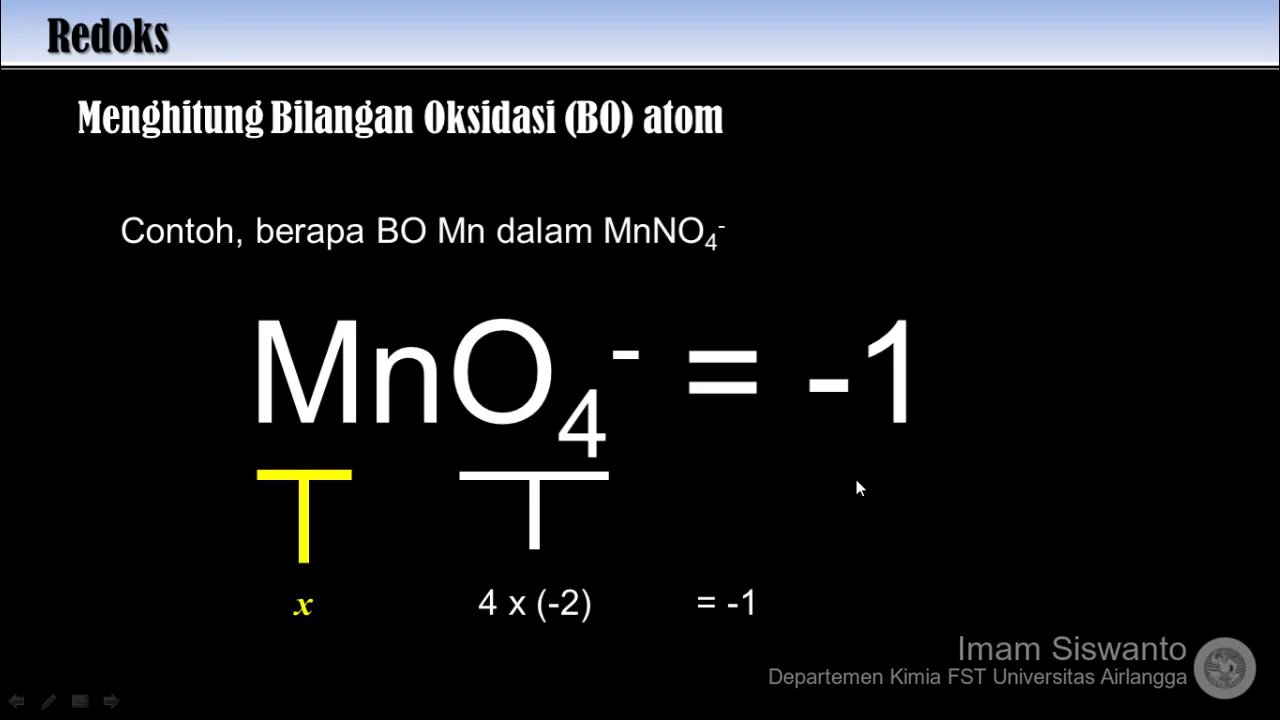 Redoks
Menghitung Bilangan Oksidasi (BO) atom
Contoh, berapa BO Mn dalam MnNO₄⁻
MnO₄⁻ = -1
x 4 x (-2) = -1
Imam Siswanto
Departemen Kimia FST Universitas Airlangga